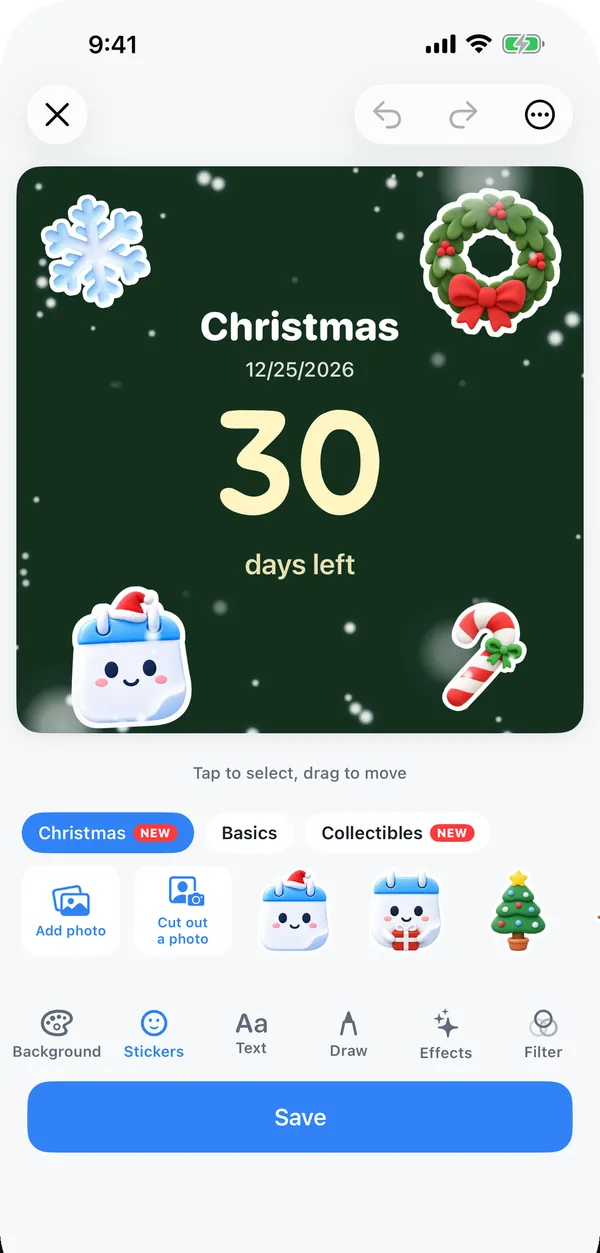 9:41
Christmas
12/25/2026
30
days left
Tap to select, drag to move
Christmas NEW Basics Collectibles NEW
Add photo
Cut out
a photo
Background Stickers Aa Text Draw Effects Filter
Save